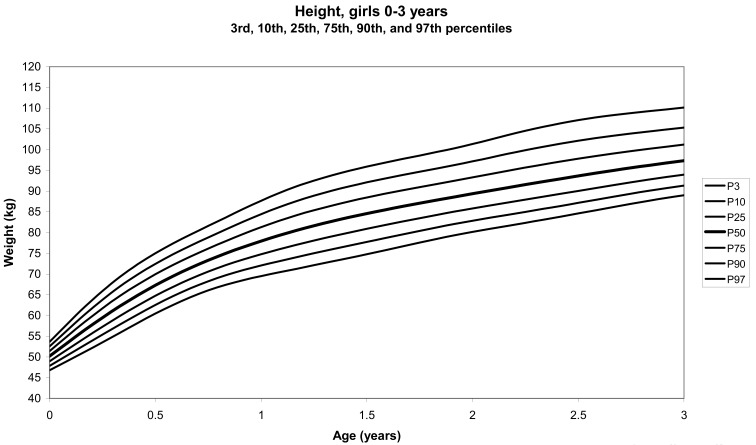 Height, girls 0-3 years
3rd, 10th, 25th, 75th, 90th, and 97th percentiles
120
115
110
105
100
95
90
85
80
75
70
65
60
55
50
45
40
Weight (kg)
0
0.5
1
1.5
2
2.5
3
Age (years)
P3
P10
P25
P50
P75
P90
P97